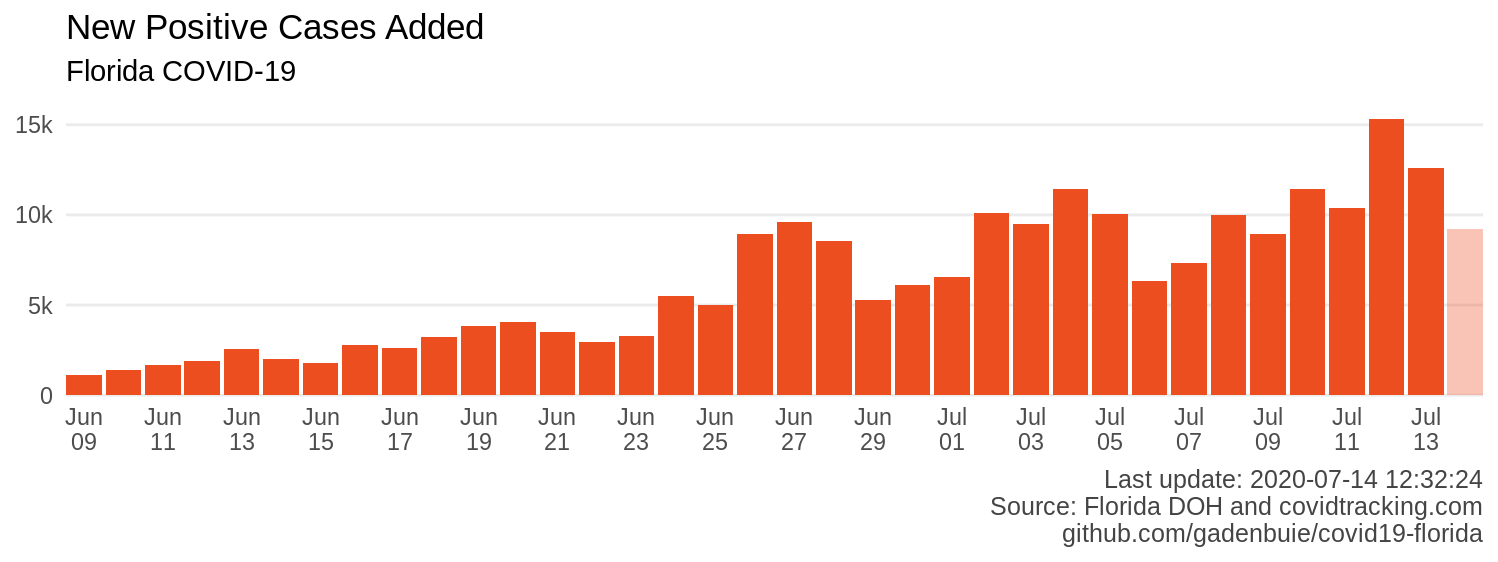 New Positive Cases Added
Florida COVID-19
15k
10k
5k
0
Jun Jun Jun Jun Jun Jun Jun Jun Jun Jun Jun Jul Jul Jul Jul Jul Jul Jul
09 11 13 15 17 19 21 23 25 27 29 01 03 05 07 09 11 13
Last update: 2020-07-14 12:32:24
Source: Florida DOH and covidtracking.com
github.com/gadenbuie/covid19-florida